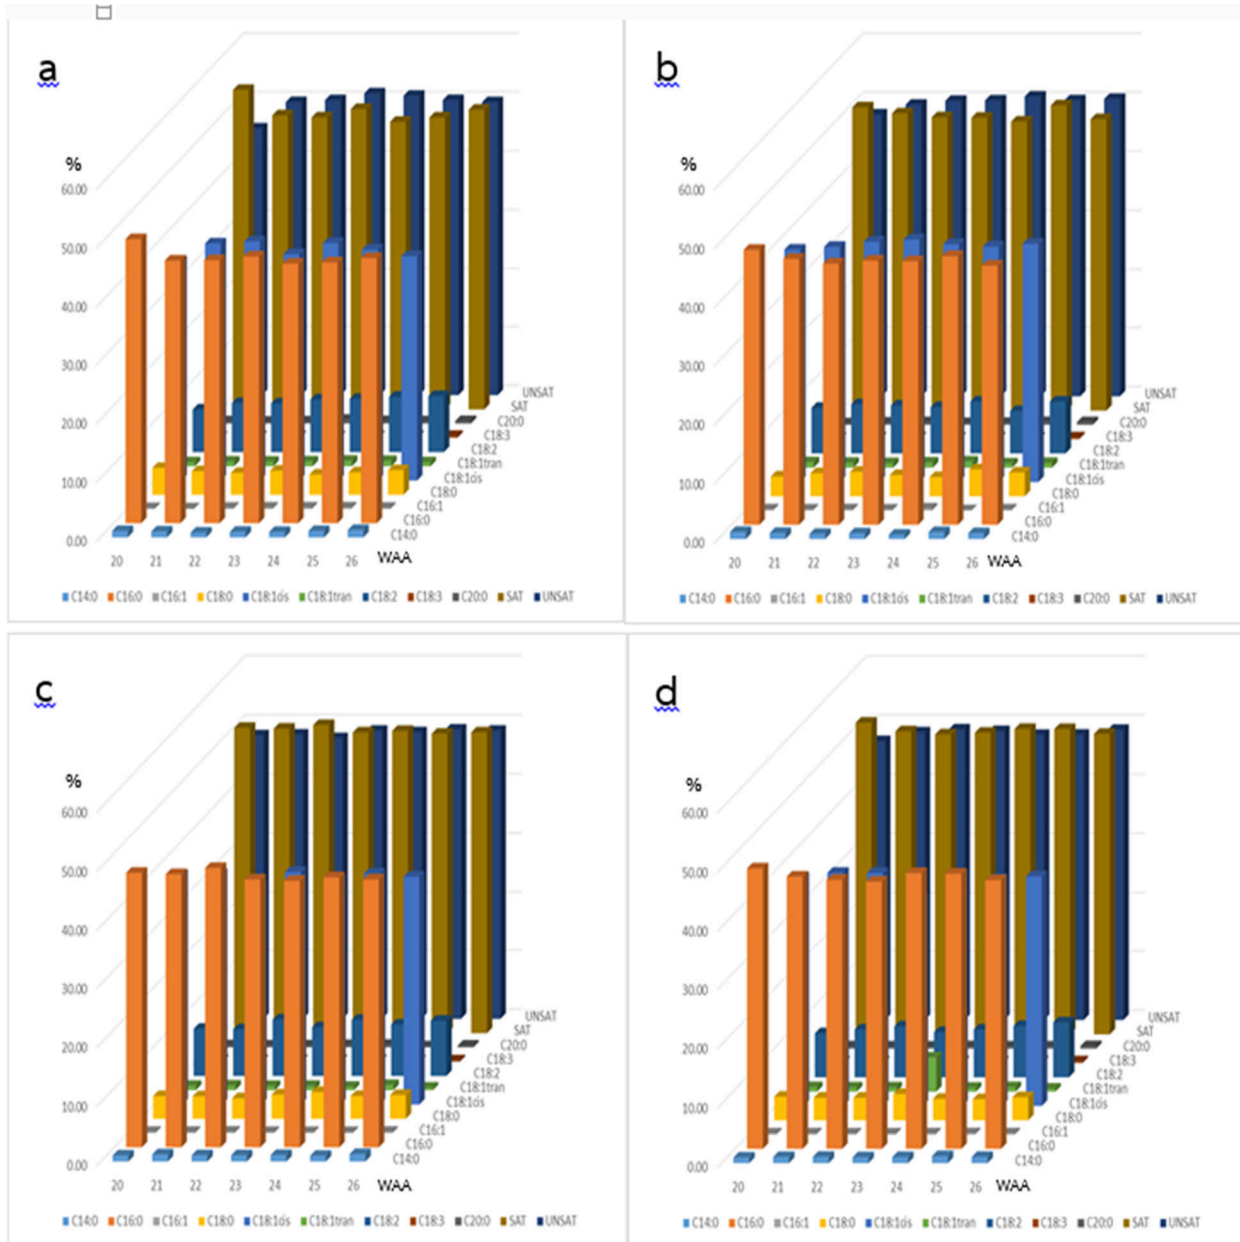 a
%
60.00
50.00
40.00
30.00
20.00
10.00
0.00
UNSAT
SAT
C20:0
C18:3
C18:2
C18:1tran
C18:1cis
C18:0
C16:1
C16:0
C14:0
20 21 22 23 24 25 26 WAA
C14:0 C16:0 C16:1 C18:0 C18:1cis C18:1tran C18:2 C18:3 C20:0 SAT UNSAT
b
%
60.00
50.00
40.00
30.00
20.00
10.00
0.00
UNSAT
SAT
C20:0
C18:3
C18:2
C18:1tran
C18:1cis
C18:0
C16:1
C16:0
C14:0
20 21 22 23 24 25 26 WAA
C14:0 C16:0 C16:1 C18:0 C18:1cis C18:1tran C18:2 C18:3 C20:0 SAT UNSAT
c
%
60.00
50.00
40.00
30.00
20.00
10.00
0.00
UNSAT
SAT
C20:0
C18:3
C18:2
C18:1tran
C18:1cis
C18:0
C16:1
C16:0
C14:0
20 21 22 23 24 25 26 WAA
C14:0 C16:0 C16:1 C18:0 C18:1cis C18:1tran C18:2 C18:3 C20:0 SAT UNSAT
d
%
60.00
50.00
40.00
30.00
20.00
10.00
0.00
UNSAT
SAT
C20:0
C18:3
C18:2
C18:1tran
C18:1cis
C18:0
C16:1
C16:0
C14:0
20 21 22 23 24 25 26 WAA
C14:0 C16:0 C16:1 C18:0 C18:1cis C18:1tran C18:2 C18:3 C20:0 SAT UNSAT